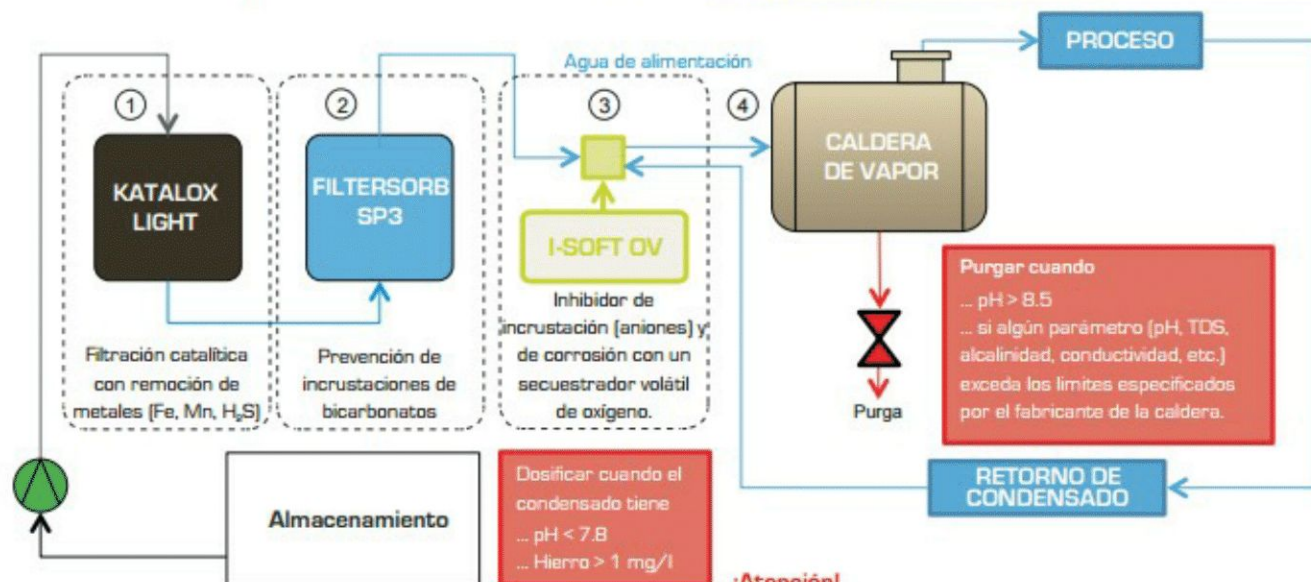 PROCESO
Agua de alimentación
1
2
3
4
KATALOX
LIGHT
FILTERSORB
SP3
I-SOFT OV
CALDERA
DE VAPOR
Filtración catalítica
con remoción de
metales (Fe, Mn, H₂S)
Prevención de
incrustaciones de
bicarbonatos
Inhibidor de
incrustación (aniones) y
de corrosión con un
secuestrador volátil
de oxígeno.
Purga
Purgar cuando
... pH > 8.5
... si algún parámetro (pH, TDS,
alcalinidad, conductividad, etc.)
exceda los limites especificados
por el fabricante de la caldera.
RETORNO DE
CONDENSADO
Almacenamiento
Dosificar cuando el
condensado tiene
... pH < 7.8
... Hierro > 1 mg/l
¡Atención!